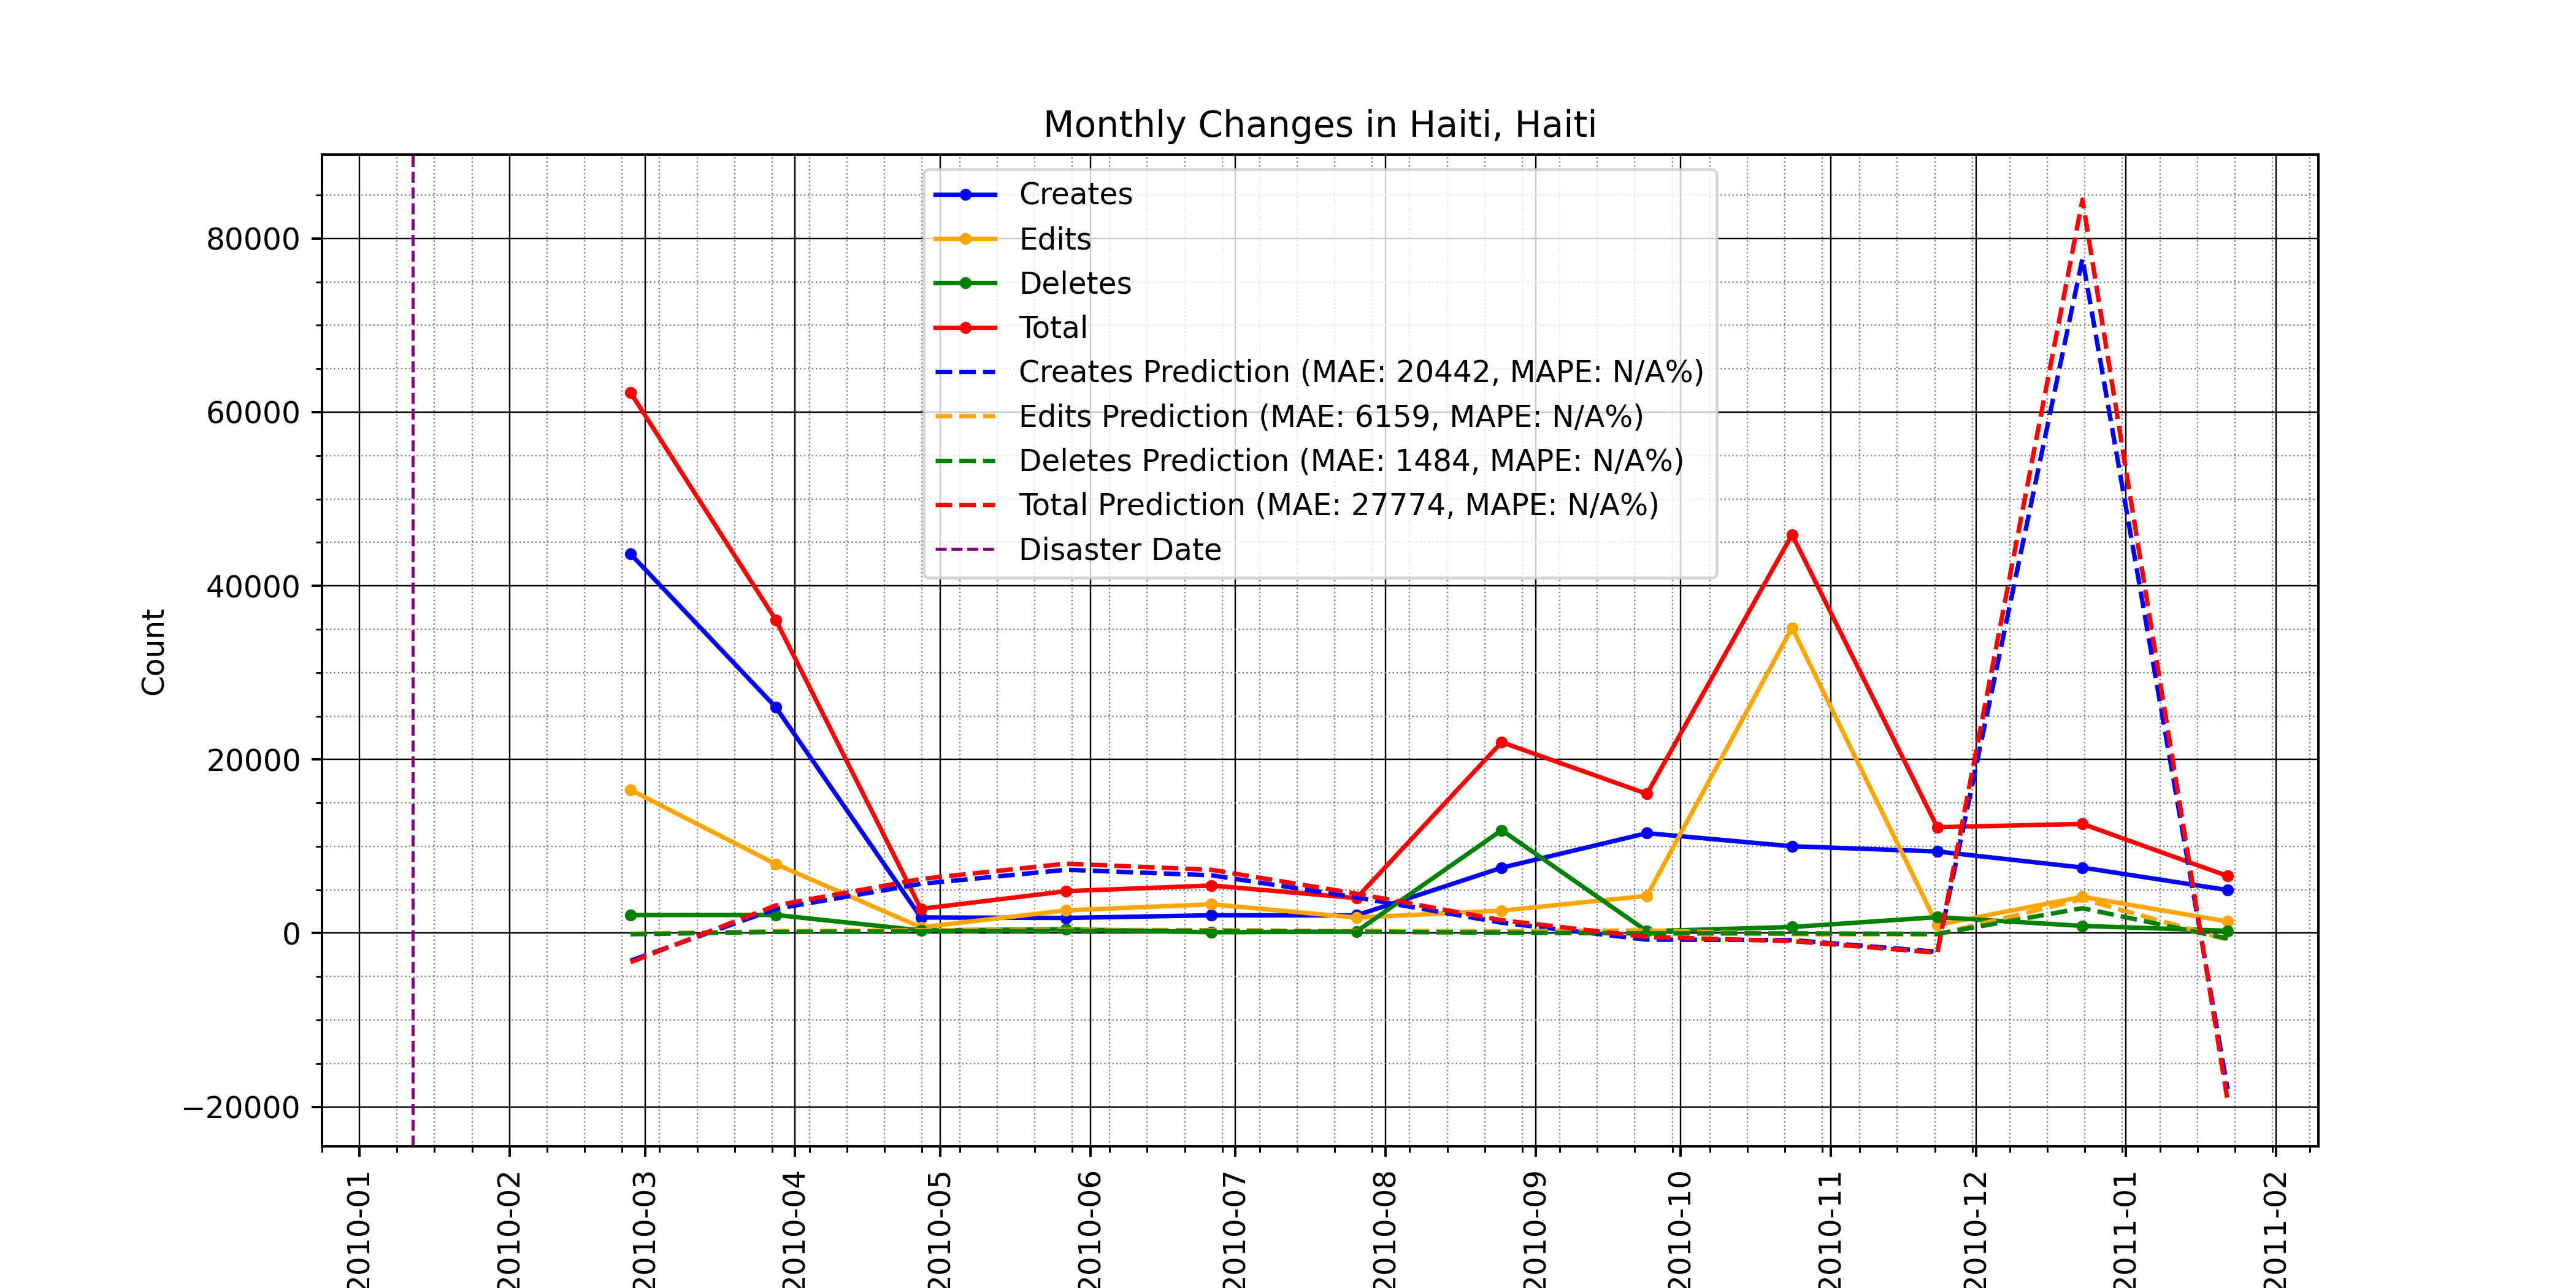 Monthly Changes in Haiti, Haiti
Creates
Edits
Deletes
Total
Creates Prediction (MAE: 20442, MAPE: N/A%)
Edits Prediction (MAE: 6159, MAPE: N/A%)
Deletes Prediction (MAE: 1484, MAPE: N/A%)
Total Prediction (MAE: 27774, MAPE: N/A%)
Disaster Date
Count
80000
60000
40000
20000
0
−20000
2010-01
2010-02
2010-03
2010-04
2010-05
2010-06
2010-07
2010-08
2010-09
2010-10
2010-11
2010-12
2011-01
2011-02